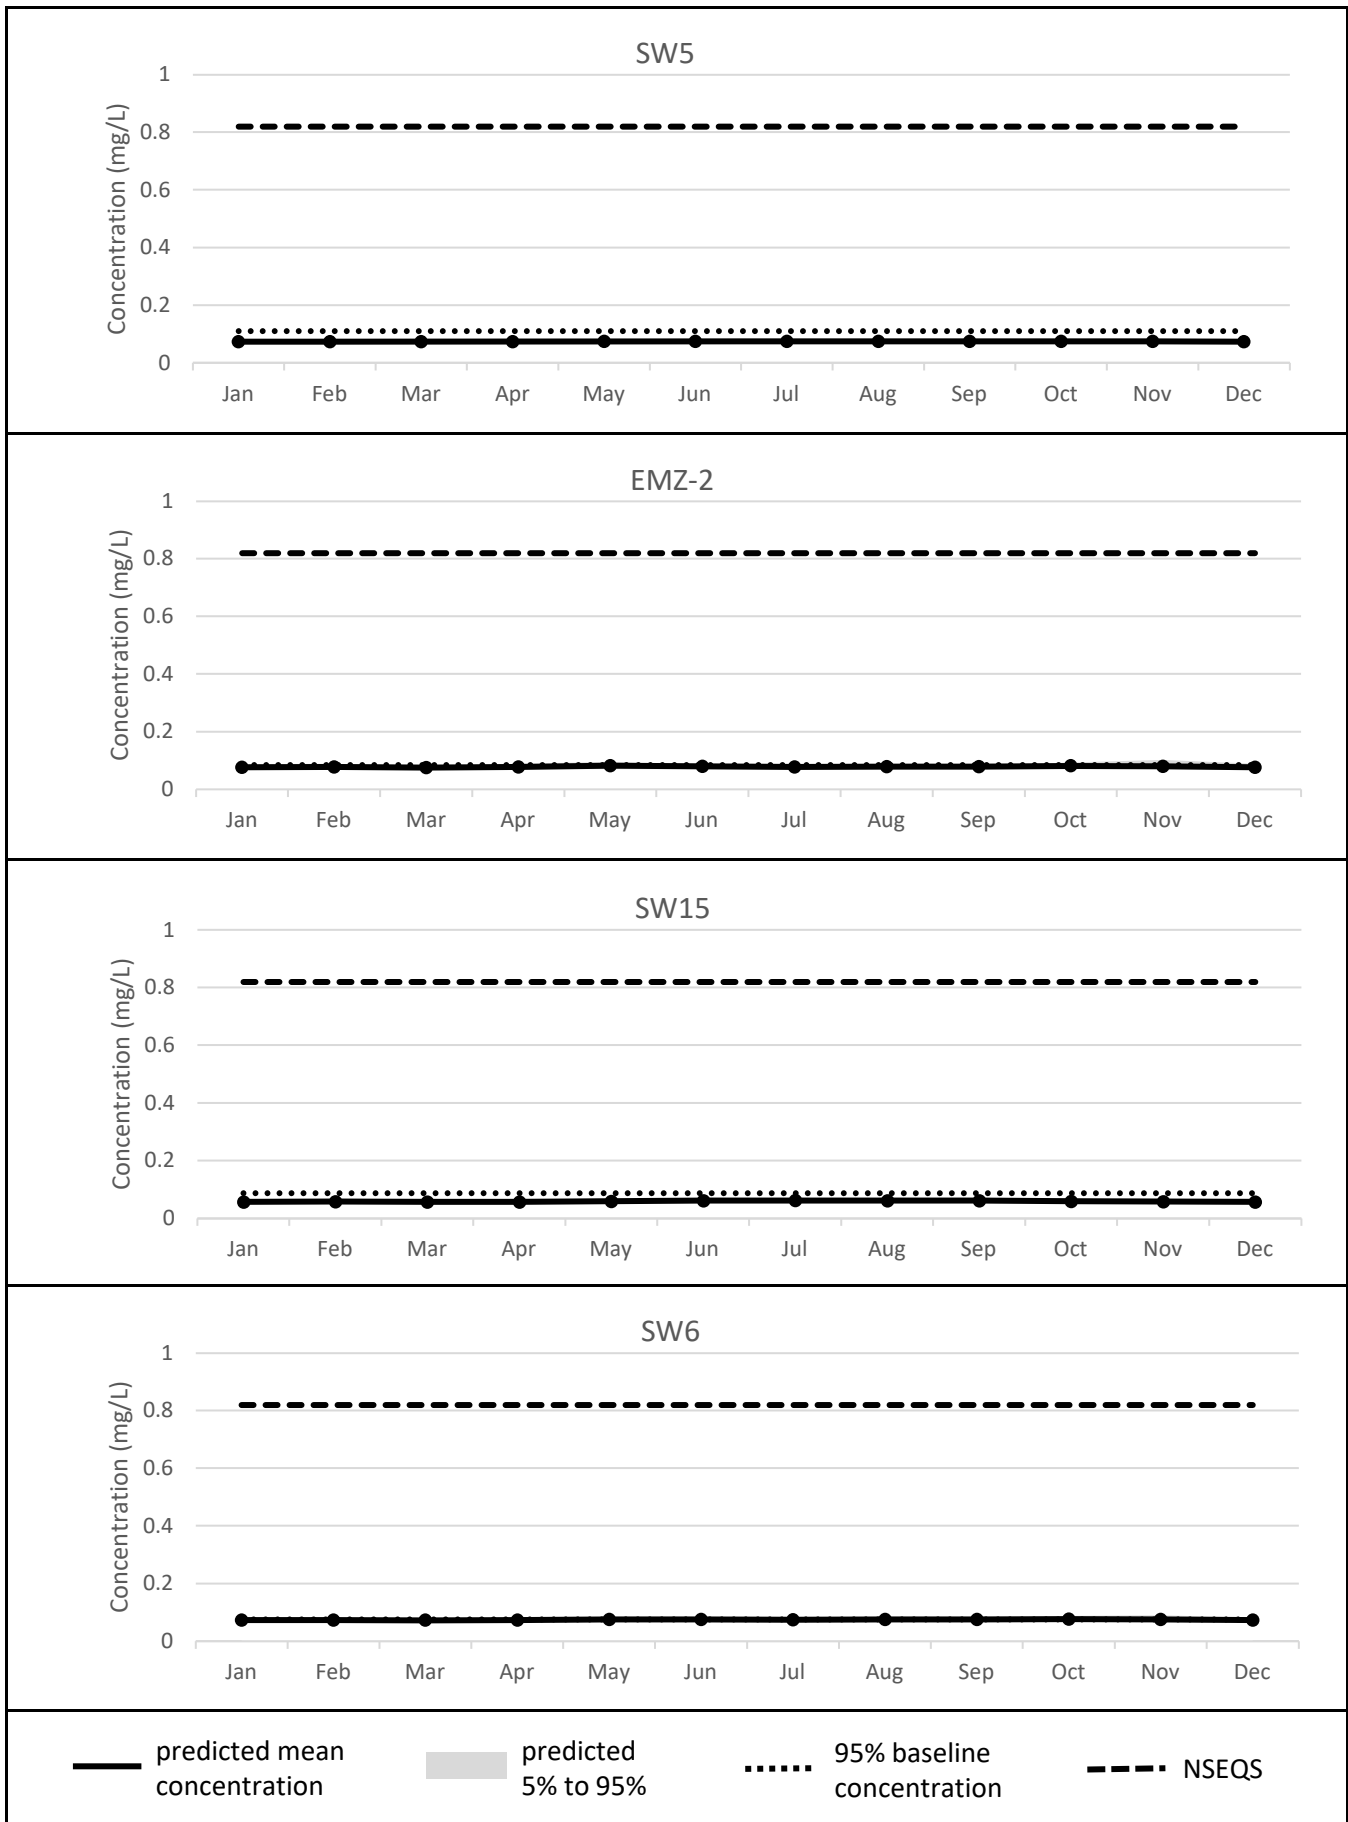 SW5
Concentration (mg/L)
1
0.8
0.6
0.4
0.2
0
Jan Feb Mar Apr May Jun Jul Aug Sep Oct Nov Dec
EMZ-2
Concentration (mg/L)
1
0.8
0.6
0.4
0.2
0
Jan Feb Mar Apr May Jun Jul Aug Sep Oct Nov Dec
SW15
Concentration (mg/L)
1
0.8
0.6
0.4
0.2
0
Jan Feb Mar Apr May Jun Jul Aug Sep Oct Nov Dec
SW6
Concentration (mg/L)
1
0.8
0.6
0.4
0.2
0
Jan Feb Mar Apr May Jun Jul Aug Sep Oct Nov Dec
predicted mean
concentration
predicted
5% to 95%
95% baseline
concentration
NSEQS